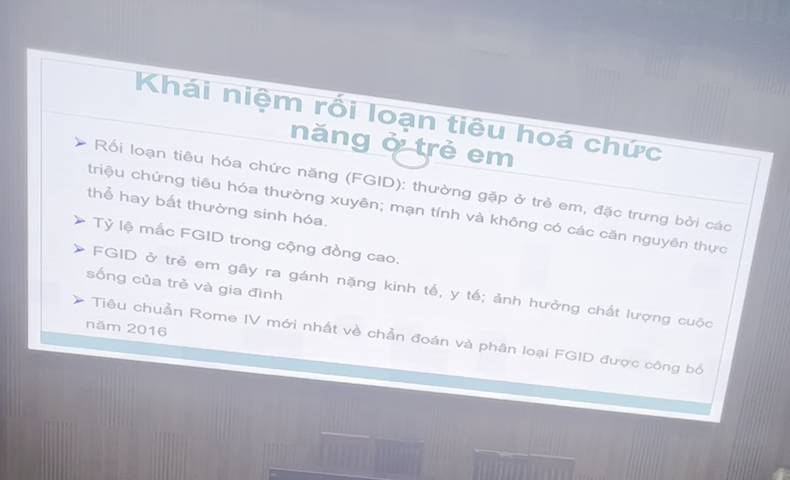 Khái niệm rối loạn tiêu hoá chức
năng ở trẻ em
➤ Rối loạn tiêu hóa chức năng (FGID): thường gặp ở trẻ em, đặc trưng bởi các
triệu chứng tiêu hóa thường xuyên; mạn tính và không có các căn nguyên thực
thể hay bất thường sinh hóa.
➤ Tỷ lệ mắc FGID trong cộng đồng cao.
➤ FGID ở trẻ em gây ra gánh nặng kinh tế, y tế; ảnh hưởng chất lượng cuộc
sống của trẻ và gia đình
➤ Tiêu chuẩn Rome IV mới nhất về chẩn đoán và phân loại FGID được công bố
năm 2016